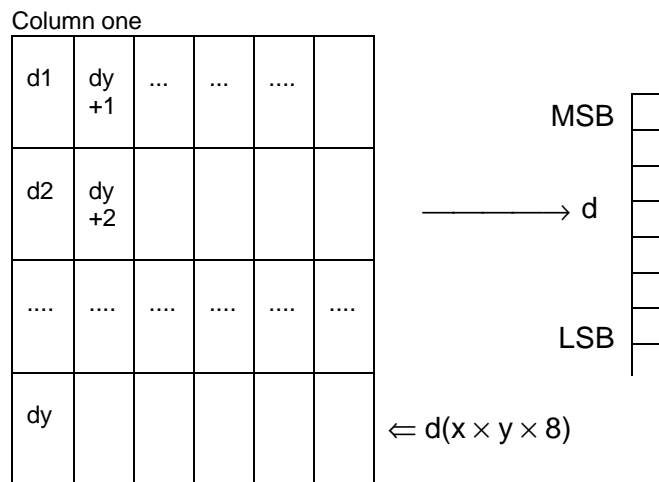 Column one
d1 dy +1 ... ... ....
MSB
d2 dy +2
d
.... .... .... .... .... ....
LSB
dy
⇐ d(x × y × 8)